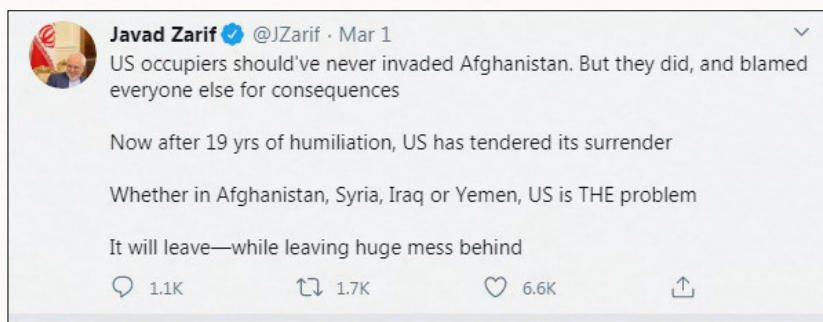 Javad Zarif @JZarif · Mar 1
US occupiers should've never invaded Afghanistan. But they did, and blamed
everyone else for consequences
Now after 19 yrs of humiliation, US has tendered its surrender
Whether in Afghanistan, Syria, Iraq or Yemen, US is THE problem
It will leave—while leaving huge mess behind
1.1K 1.7K 6.6K